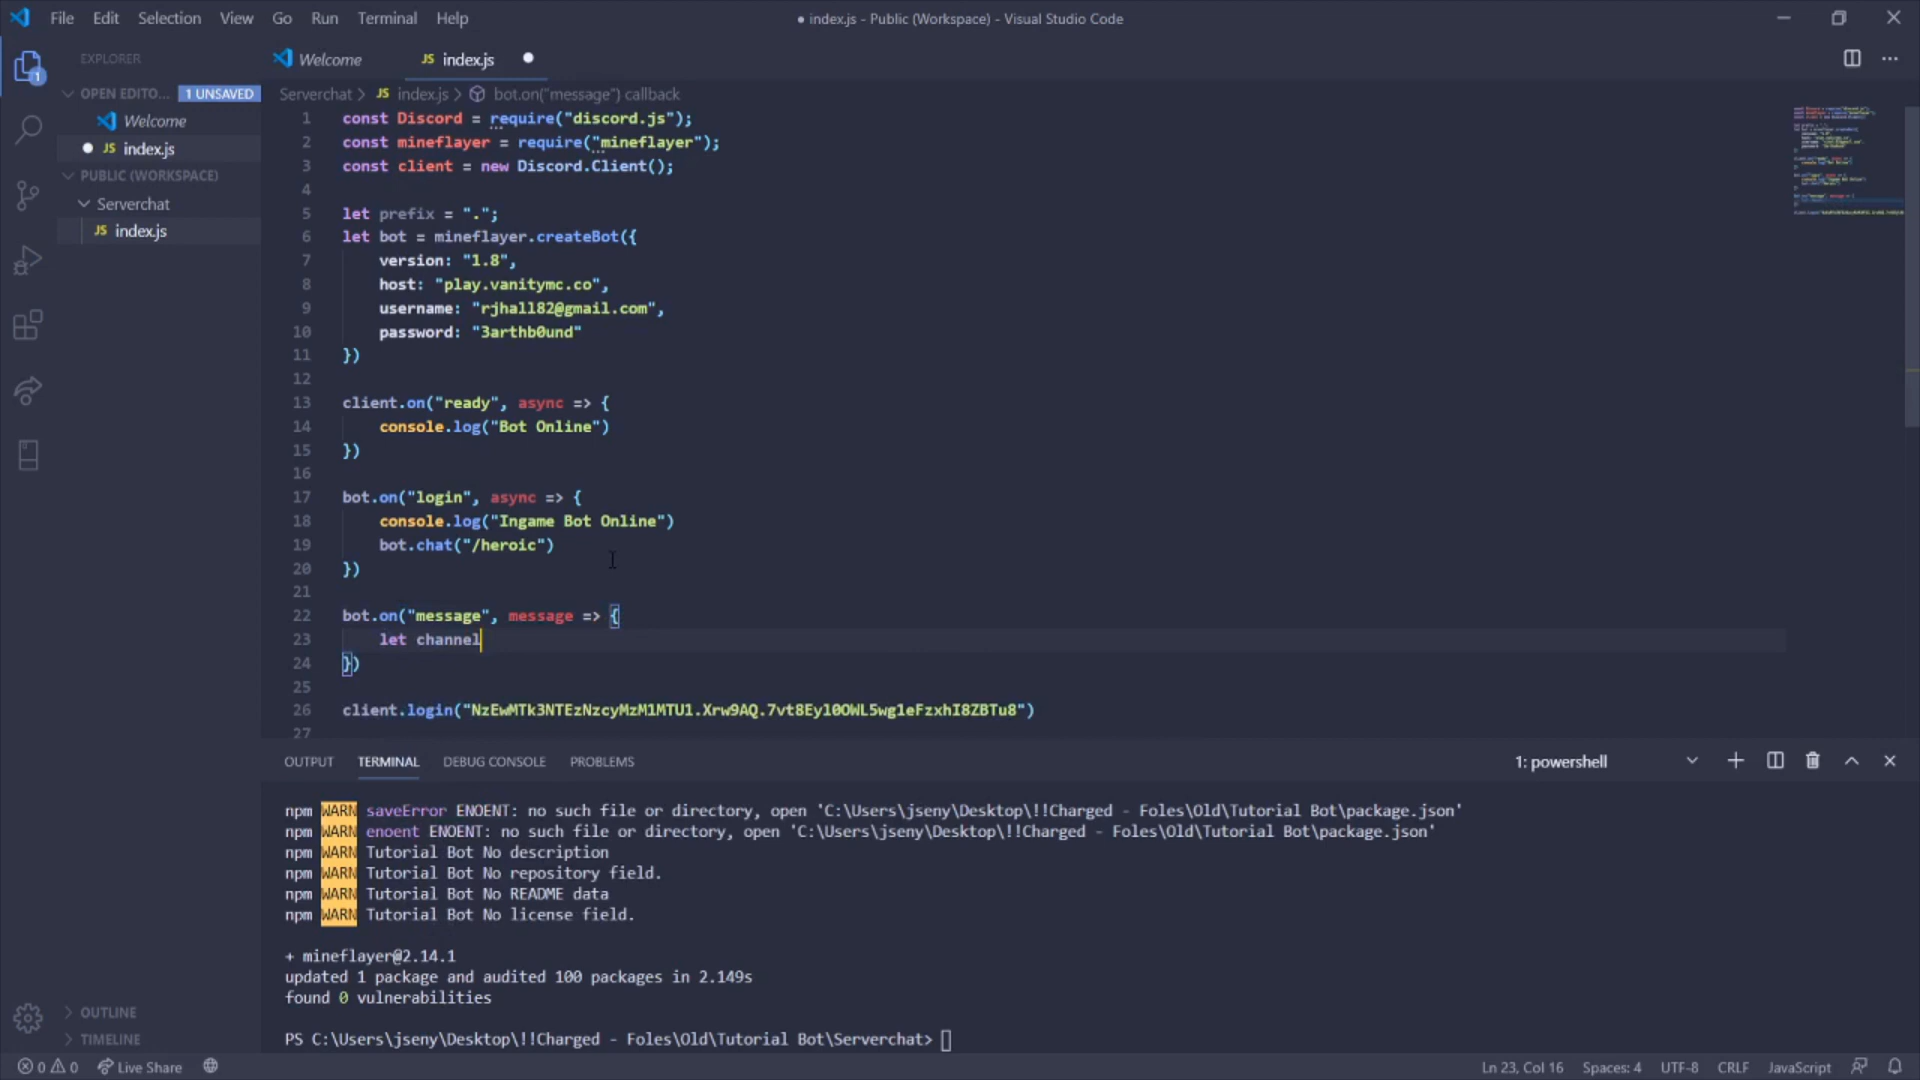 File Edit Selection View Go Run Terminal Help
● index.js - Public (Workspace) - Visual Studio Code
EXPLORER
OPEN EDITO... 1 UNSAVED
Welcome
JS index.js
PUBLIC (WORKSPACE)
Serverchat
JS index.js
OUTLINE
TIMELINE
Welcome
JS index.js
Serverchat > JS index.js > bot.on("message") callback
1 const Discord = require("discord.js");
2 const mineflayer = require("mineflayer");
3 const client = new Discord.Client();
4
5 let prefix = ".";
6 let bot = mineflayer.createBot({
7 version: "1.8",
8 host: "play.vanitymc.co",
9 username: "rjhall82@gmail.com",
10 password: "3arthb0und"
11 })
12
13 client.on("ready", async => {
14 console.log("Bot Online")
15 })
16
17 bot.on("login", async => {
18 console.log("Ingame Bot Online")
19 bot.chat("/heroic")
20 })
21
22 bot.on("message", message => {
23 let channel
24 })
25
26 client.login("NzEwMTk3NTEzNzcyMzM1MTU1.Xrw9AQ.7vt8Eyl0OWL5wg1eFzxhI8ZBTu8")
27
OUTPUT TERMINAL DEBUG CONSOLE PROBLEMS
1: powershell
npm WARN saveError ENOENT: no such file or directory, open 'C:\Users\jseny\Desktop\!!Charged - Foles\Old\Tutorial Bot\package.json'
npm WARN enoent ENOENT: no such file or directory, open 'C:\Users\jseny\Desktop\!!Charged - Foles\Old\Tutorial Bot\package.json'
npm WARN Tutorial Bot No description
npm WARN Tutorial Bot No repository field.
npm WARN Tutorial Bot No README data
npm WARN Tutorial Bot No license field.
+ mineflayer@2.14.1
updated 1 package and audited 100 packages in 2.149s
found 0 vulnerabilities
PS C:\Users\jseny\Desktop\!!Charged - Foles\Old\Tutorial Bot\Serverchat>
0 0 Live Share
Ln 23, Col 16 Spaces: 4 UTF-8 CRLF JavaScript